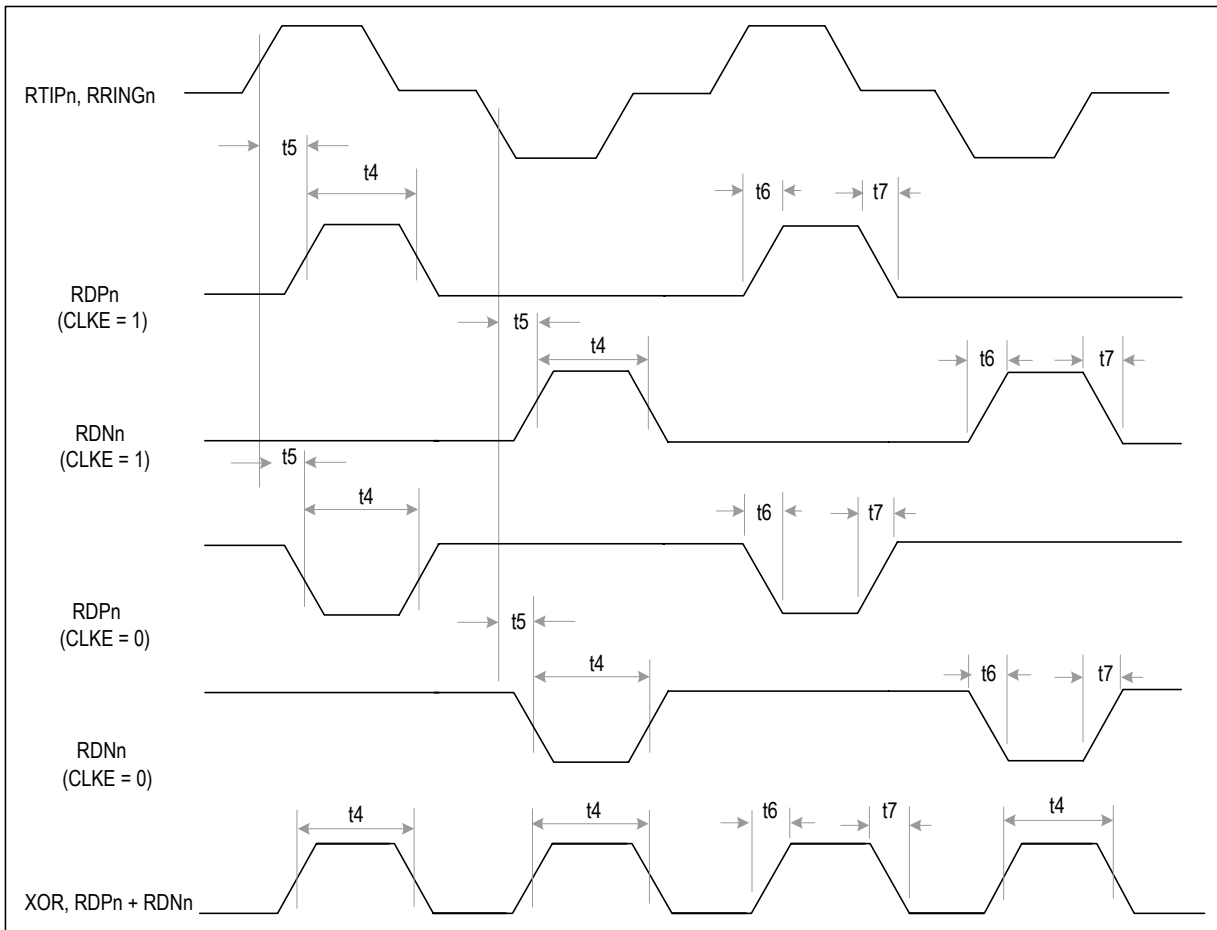 RTIPn, RRINGn
t5
t4
t6
t7
RDPn
(CLKE = 1)
t5
t4
t6
t7
RDNn
(CLKE = 1)
t5
t4
t6
t7
RDPn
(CLKE = 0)
t5
t4
t6
t7
RDNn
(CLKE = 0)
t4
t4
t6
t7
t4
XOR, RDPn + RDNn